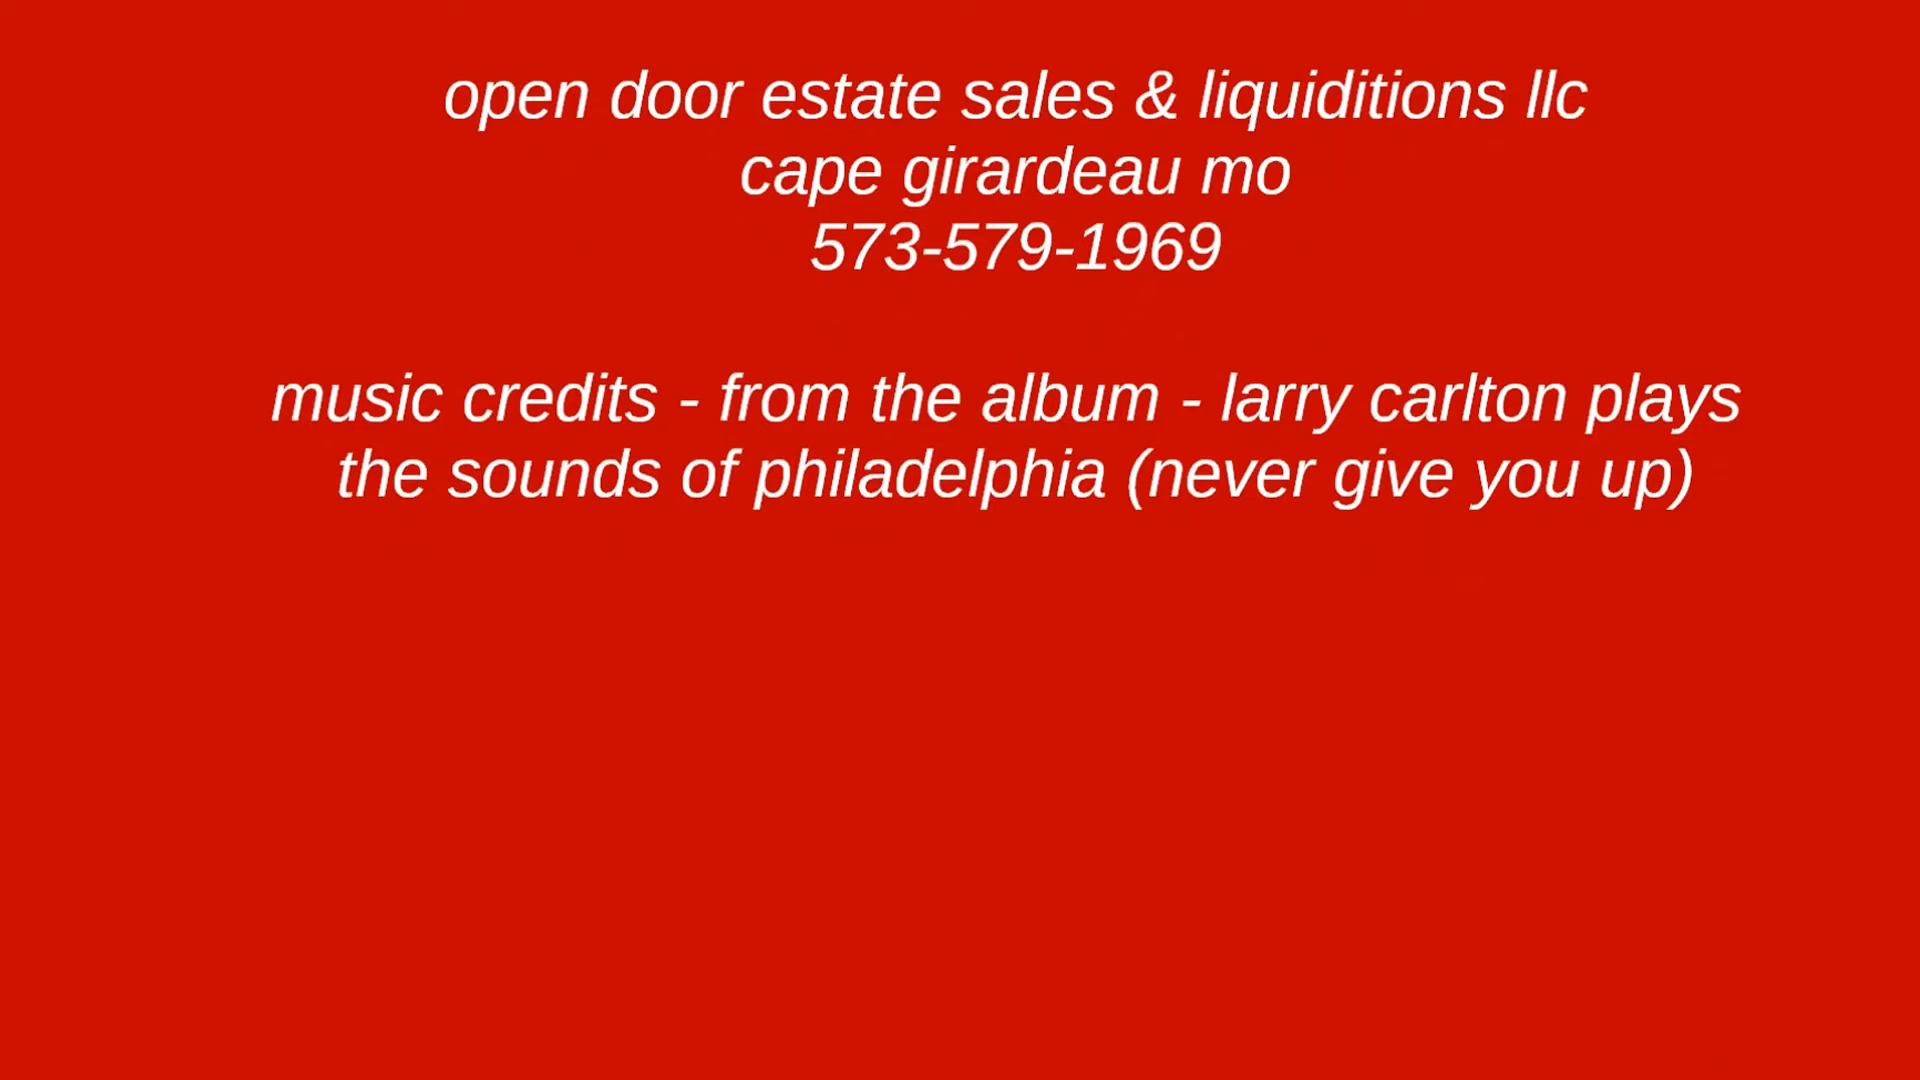 open door estate sales & liquiditions llc
cape girardeau mo
573-579-1969
music credits - from the album - larry carlton plays
the sounds of philadelphia (never give you up)